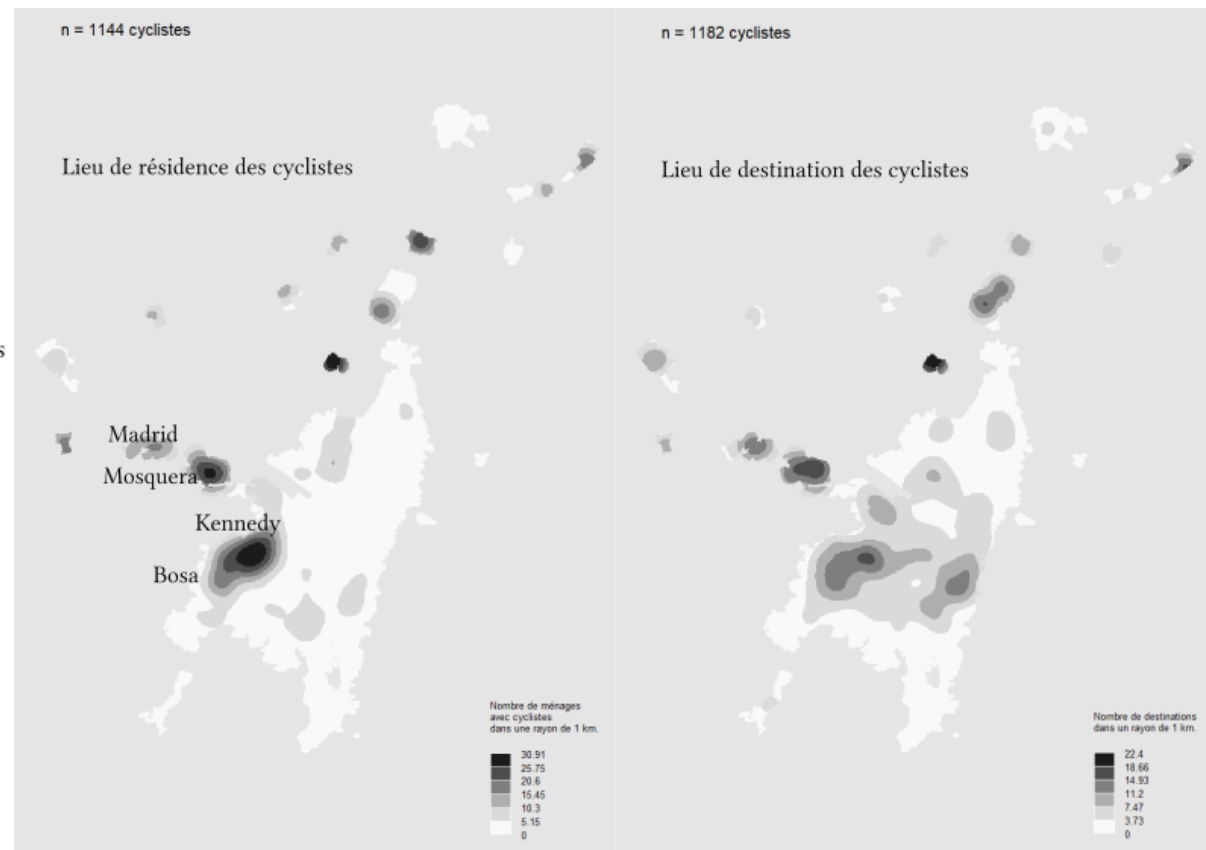 n = 1144 cyclistes
Lieu de résidence des cyclistes
s
Madrid
Mosquera
Kennedy
Bosa
Nombre de ménages
avec cyclistes
dans une rayon de 1 km.
30.91
25.75
20.6
15.45
10.3
5.15
0
n = 1182 cyclistes
Lieu de destination des cyclistes
Nombre de destinations
dans un rayon de 1 km.
22.4
18.66
14.93
11.2
7.47
3.73
0